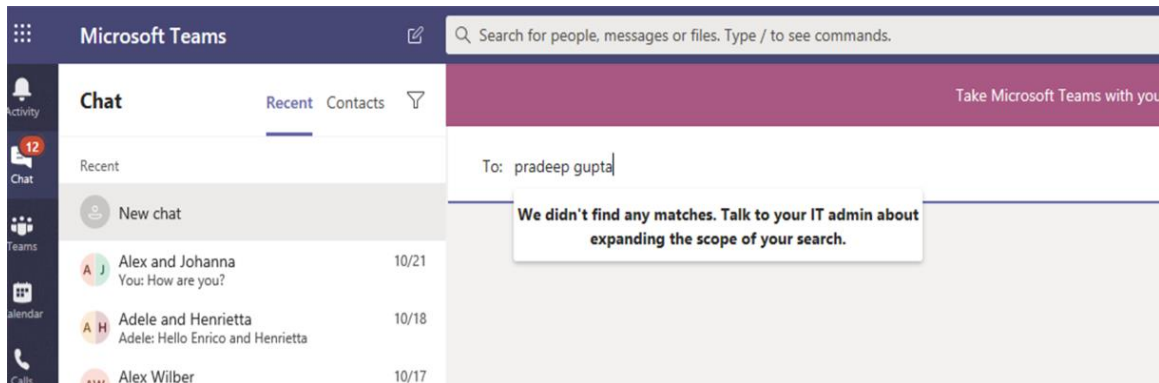 Microsoft Teams
Search for people, messages or files. Type / to see commands.
Activity
Chat
Recent Contacts
Take Microsoft Teams with you
12
Chat
Recent
To: pradeep gupta
New chat
We didn't find any matches. Talk to your IT admin about
expanding the scope of your search.
Teams
A J
Alex and Johanna
10/21
You: How are you?
Calendar
A H
Adele and Henrietta
10/18
Adele: Hello Enrico and Henrietta
Calls
AW
Alex Wilber
10/17